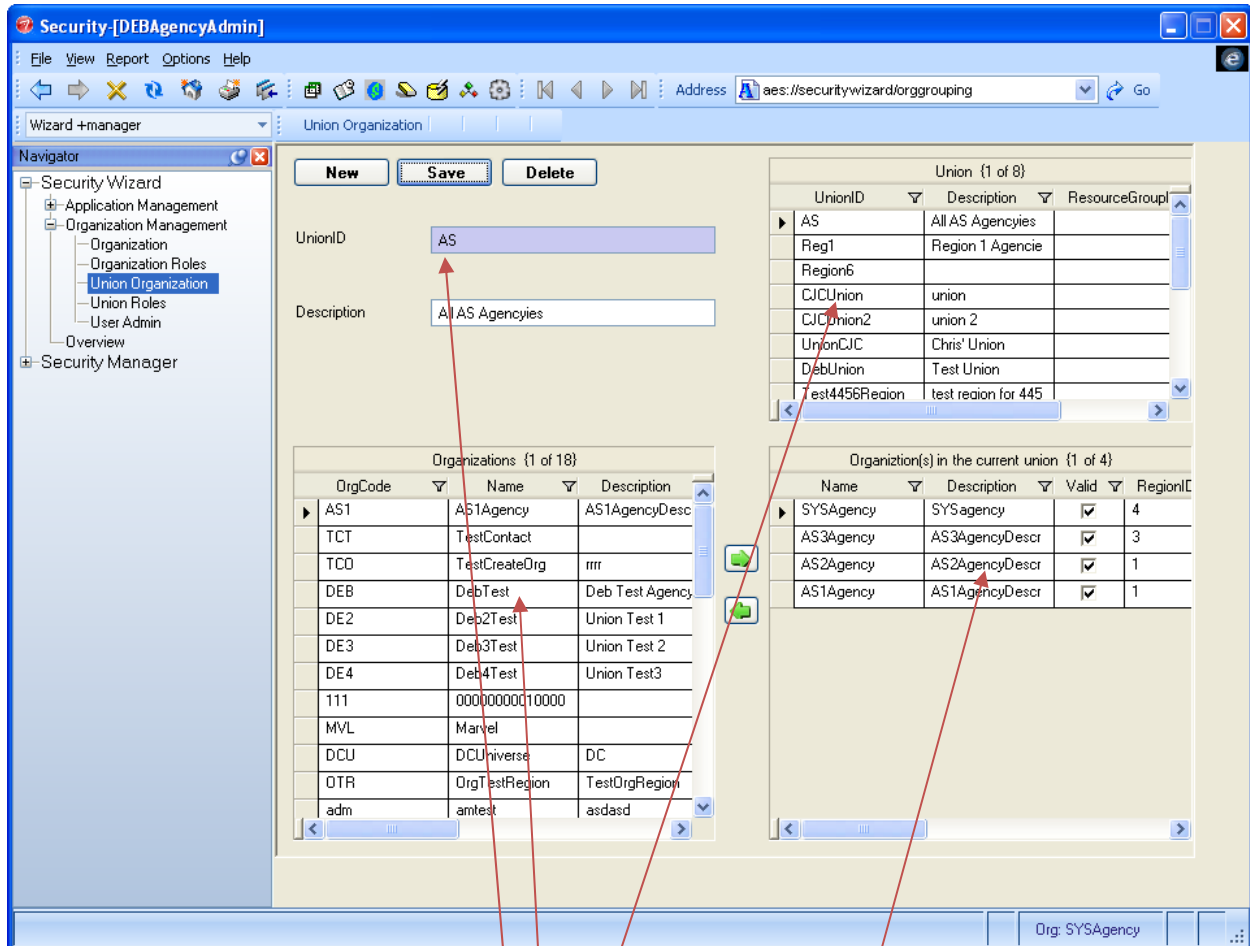 Security-[DEBAgencyAdmin]
File View Report Options Help
Address aes://securitywizard/orggrouping Go
Wizard +manager Union Organization
Navigator
Security Wizard
Application Management
Organization Management
Organization
Organization Roles
Union Organization
Union Roles
User Admin
Overview
Security Manager
New Save Delete
UnionID AS
Description All AS Agencyies
Union {1 of 8}
UnionID Description ResourceGroupI
AS All AS Agencyies
Reg1 Region 1 Agencie
Region6
CJCUnion union
CJCUnion2 union 2
UnionCJC Chris' Union
DebUnion Test Union
Test4456Region test region for 445
Organizations {1 of 18}
OrgCode Name Description
AS1 AS1Agency AS1AgencyDesc
TCT TestContact
TCO TestCreateOrg rrrr
DEB DebTest Deb Test Agency
DE2 Deb2Test Union Test 1
DE3 Deb3Test Union Test 2
DE4 Deb4Test Union Test3
111 00000000010000
MVL Marvel
DCU DCUniverse DC
OTR OrgTestRegion TestOrgRegion
adm amtest asdasd
Organiztion(s) in the current union {1 of 4}
Name Description Valid RegionID
SYSAgency SYSagency 4
AS3Agency AS3AgencyDescr 3
AS2Agency AS2AgencyDescr 1
AS1Agency AS1AgencyDescr 1
Org: SYSAgency